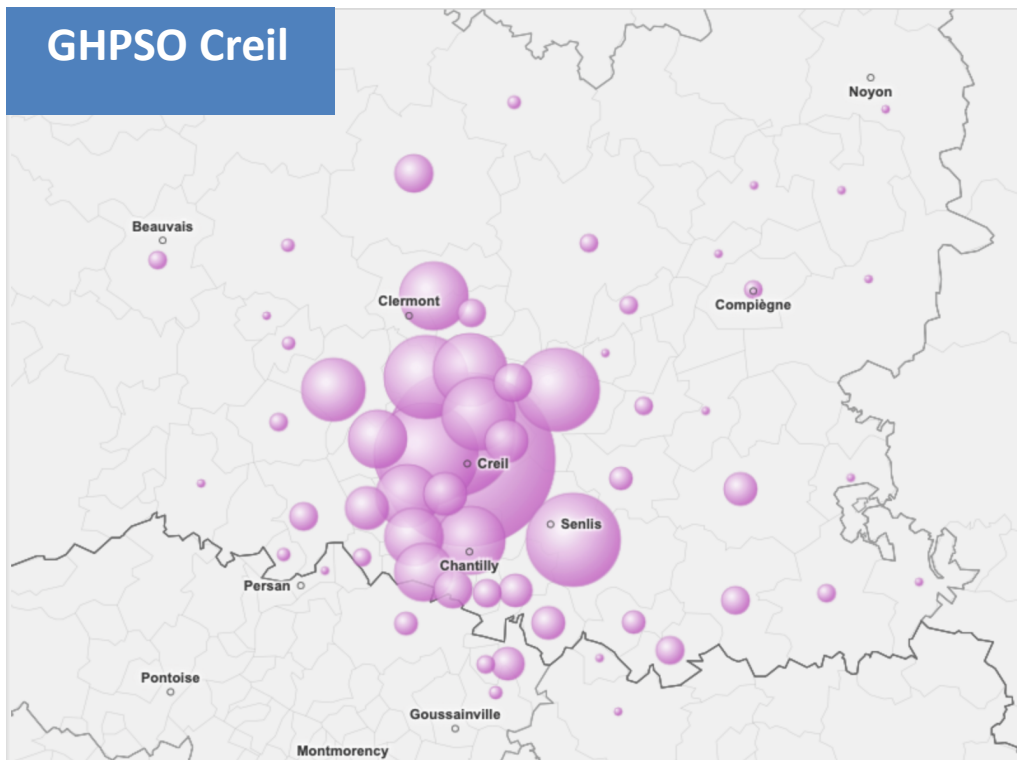 GHPSO Creil
Noyon
Beauvais
Clermont
Compiègne
Creil
Senlis
Chantilly
Persan
Pontoise
Goussainville
Montmorency